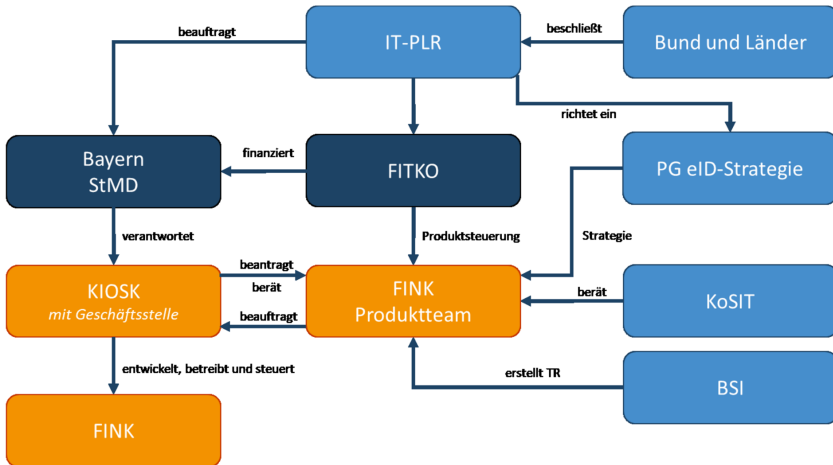 beauftragt
IT-PLR
beschließt
Bund und Länder
richtet ein
Bayern
StMD
finanziert
FITKO
PG eID-Strategie
verantwortet
Produktsteuerung
Strategie
KIOSK
mit Geschäftsstelle
beantragt
berät
beauftragt
FINK
Produktteam
berät
KoSIT
entwickelt, betreibt und steuert
erstellt TR
BSI
FINK